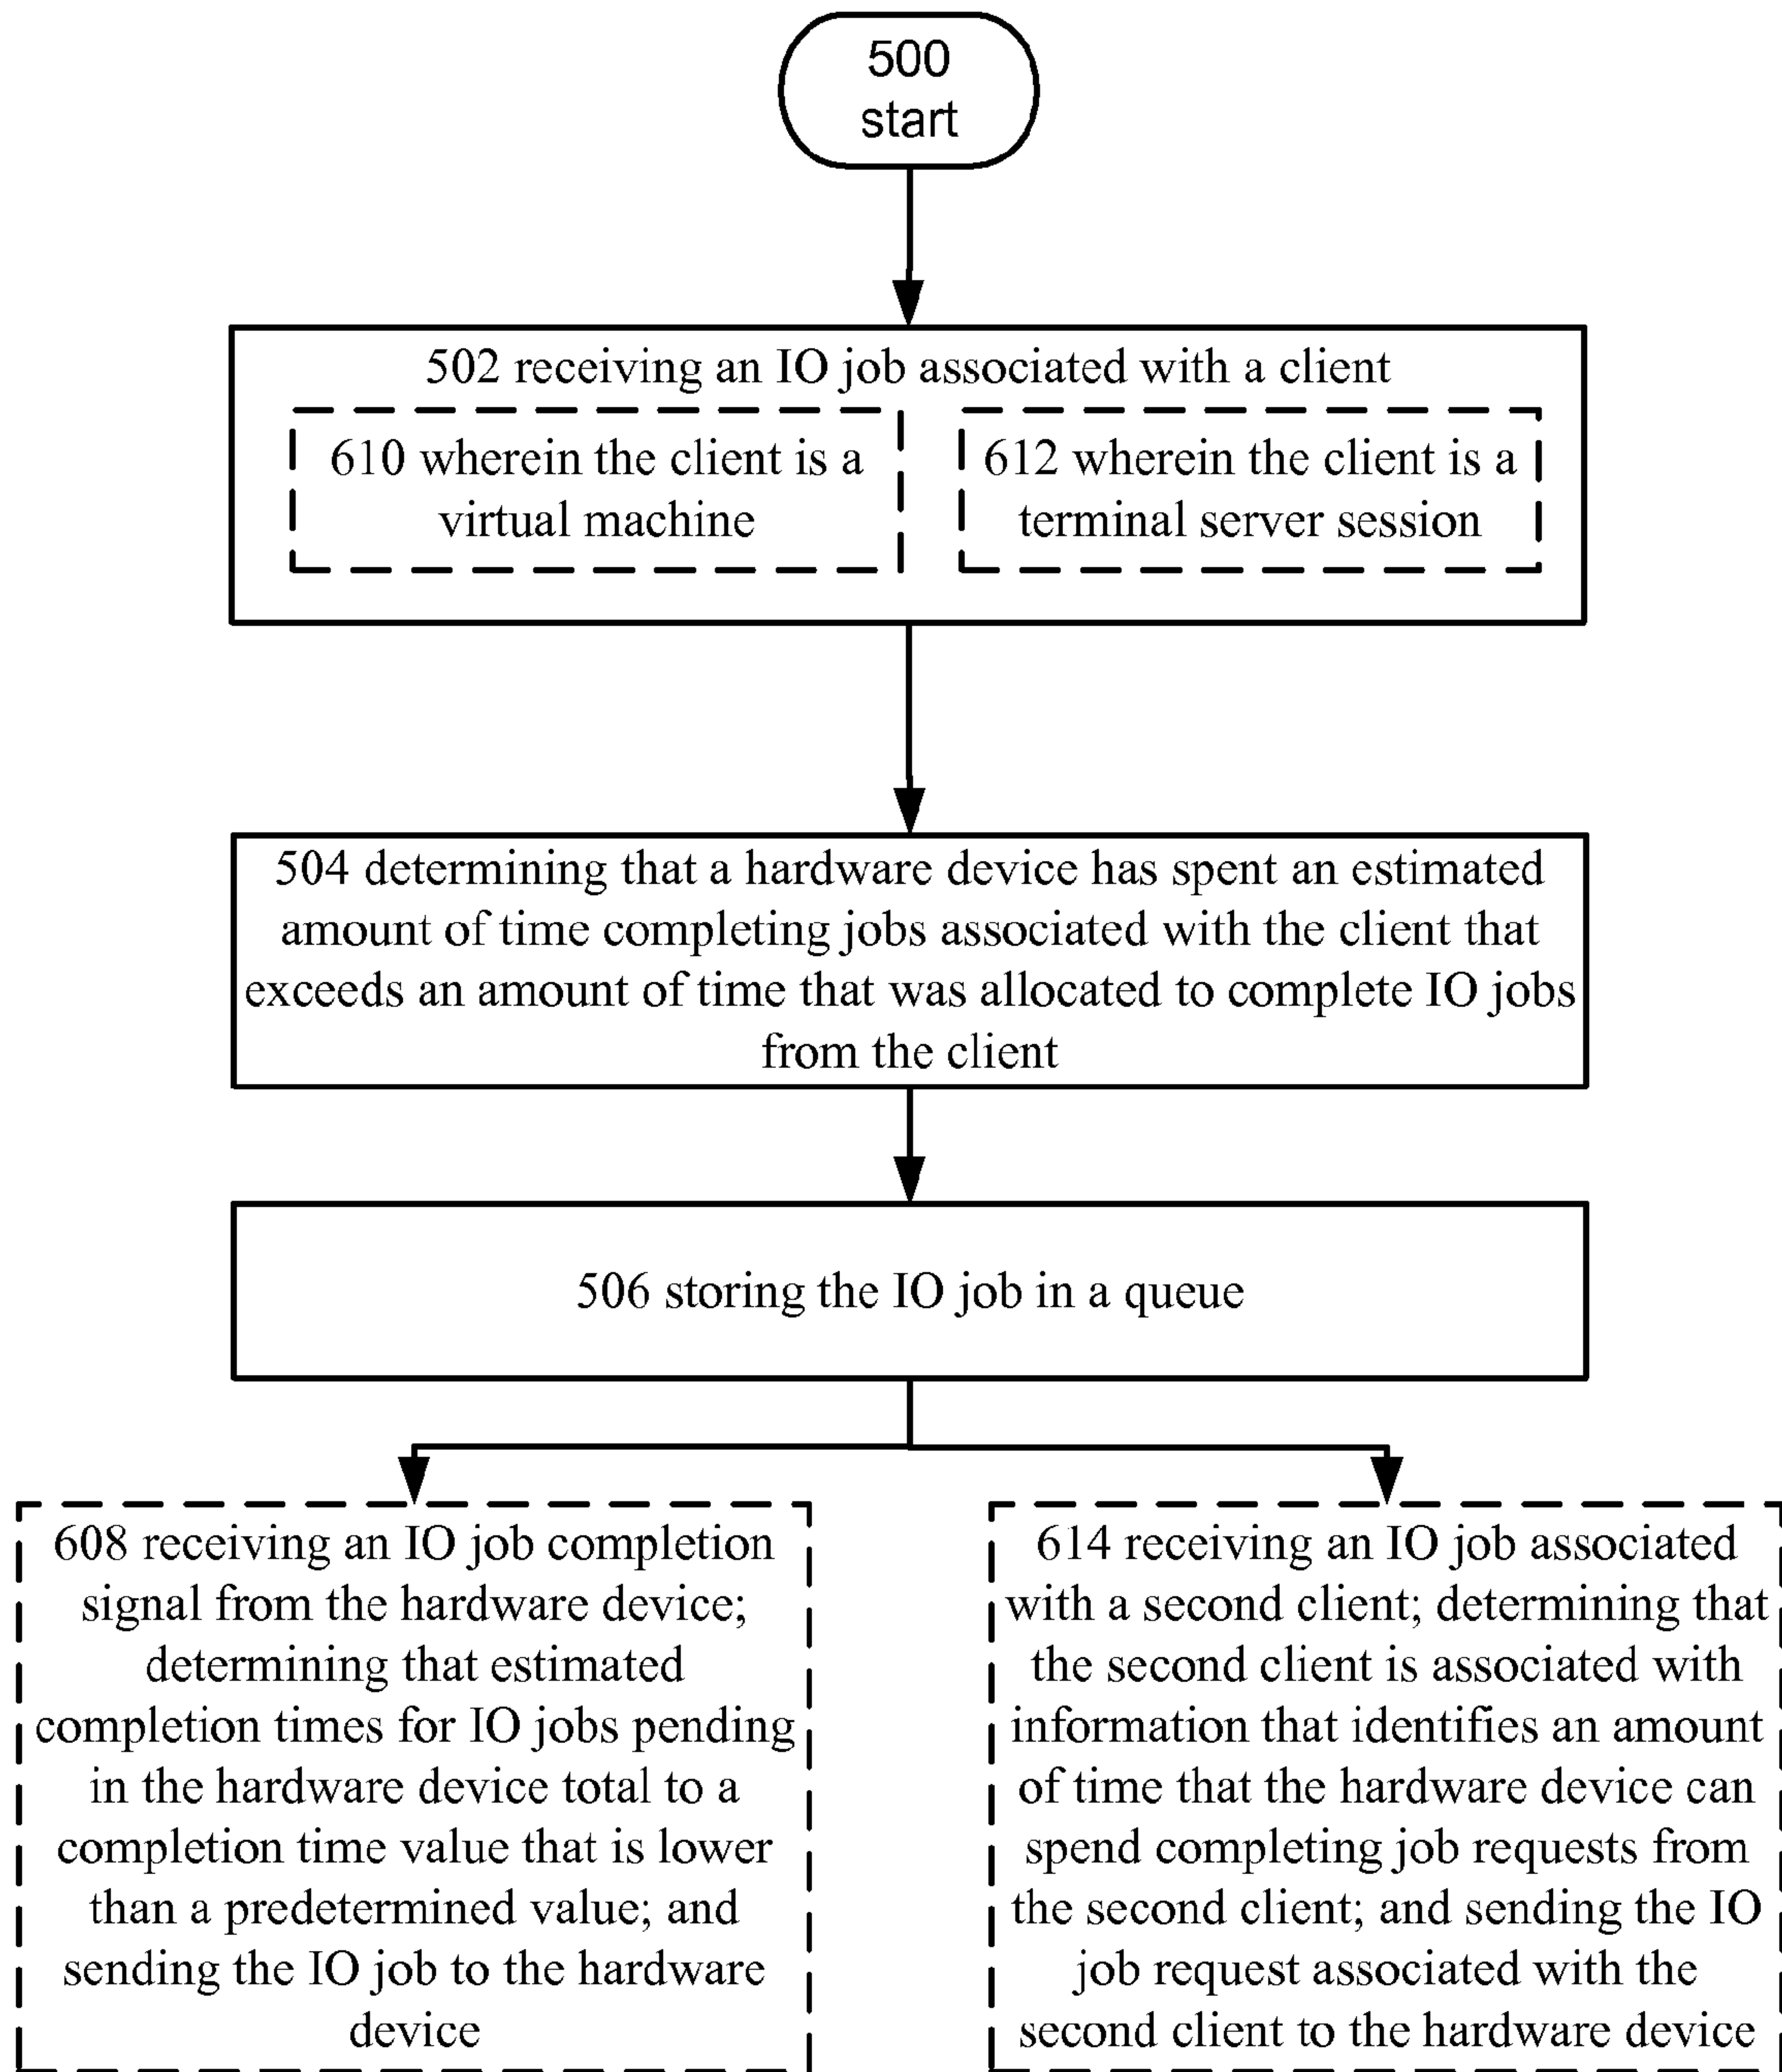 500
start
502 receiving an IO job associated with a client
610 wherein the client is a
virtual machine
612 wherein the client is a
terminal server session
504 determining that a hardware device has spent an estimated
amount of time completing jobs associated with the client that
exceeds an amount of time that was allocated to complete IO jobs
from the client
506 storing the IO job in a queue
608 receiving an IO job completion
signal from the hardware device;
determining that estimated
completion times for IO jobs pending
in the hardware device total to a
completion time value that is lower
than a predetermined value; and
sending the IO job to the hardware
device
614 receiving an IO job associated
with a second client; determining that
the second client is associated with
information that identifies an amount
of time that the hardware device can
spend completing job requests from
the second client; and sending the IO
job request associated with the
second client to the hardware device